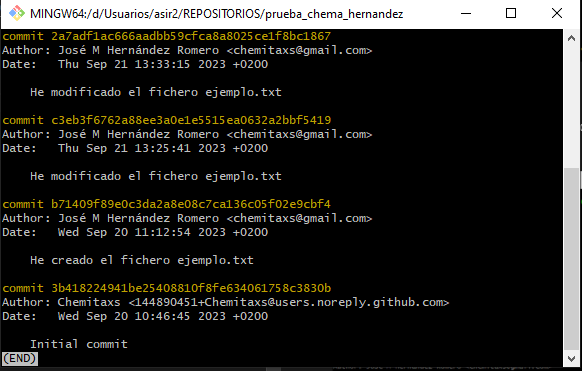 MINGW64:/d/Usuarios/asir2/REPOSITORIOS/prueba_chema_hernandez
commit 2a7adf1ac666aadbb59cfca8a8025ce1f8bc1867
Author: José M Hernández Romero <chemitaxs@gmail.com>
Date:   Thu Sep 21 13:33:15 2023 +0200
    He modificado el fichero ejemplo.txt
commit c3eb3f6762a88ee3a0e1e5515ea0632a2bbf5419
Author: José M Hernández Romero <chemitaxs@gmail.com>
Date:   Thu Sep 21 13:25:41 2023 +0200
    He modificado el fichero ejemplo.txt
commit b71409f89e0c3da2a8e08c7ca136c05f02e9cbf4
Author: José M Hernández Romero <chemitaxs@gmail.com>
Date:   Wed Sep 20 11:12:54 2023 +0200
    He creado el fichero ejemplo.txt
commit 3b418224941be25408810f8fe634061758c3830b
Author: Chemitaxs <144890451+Chemitaxs@users.noreply.github.com>
Date:   Wed Sep 20 10:46:45 2023 +0200
    Initial commit
(END)